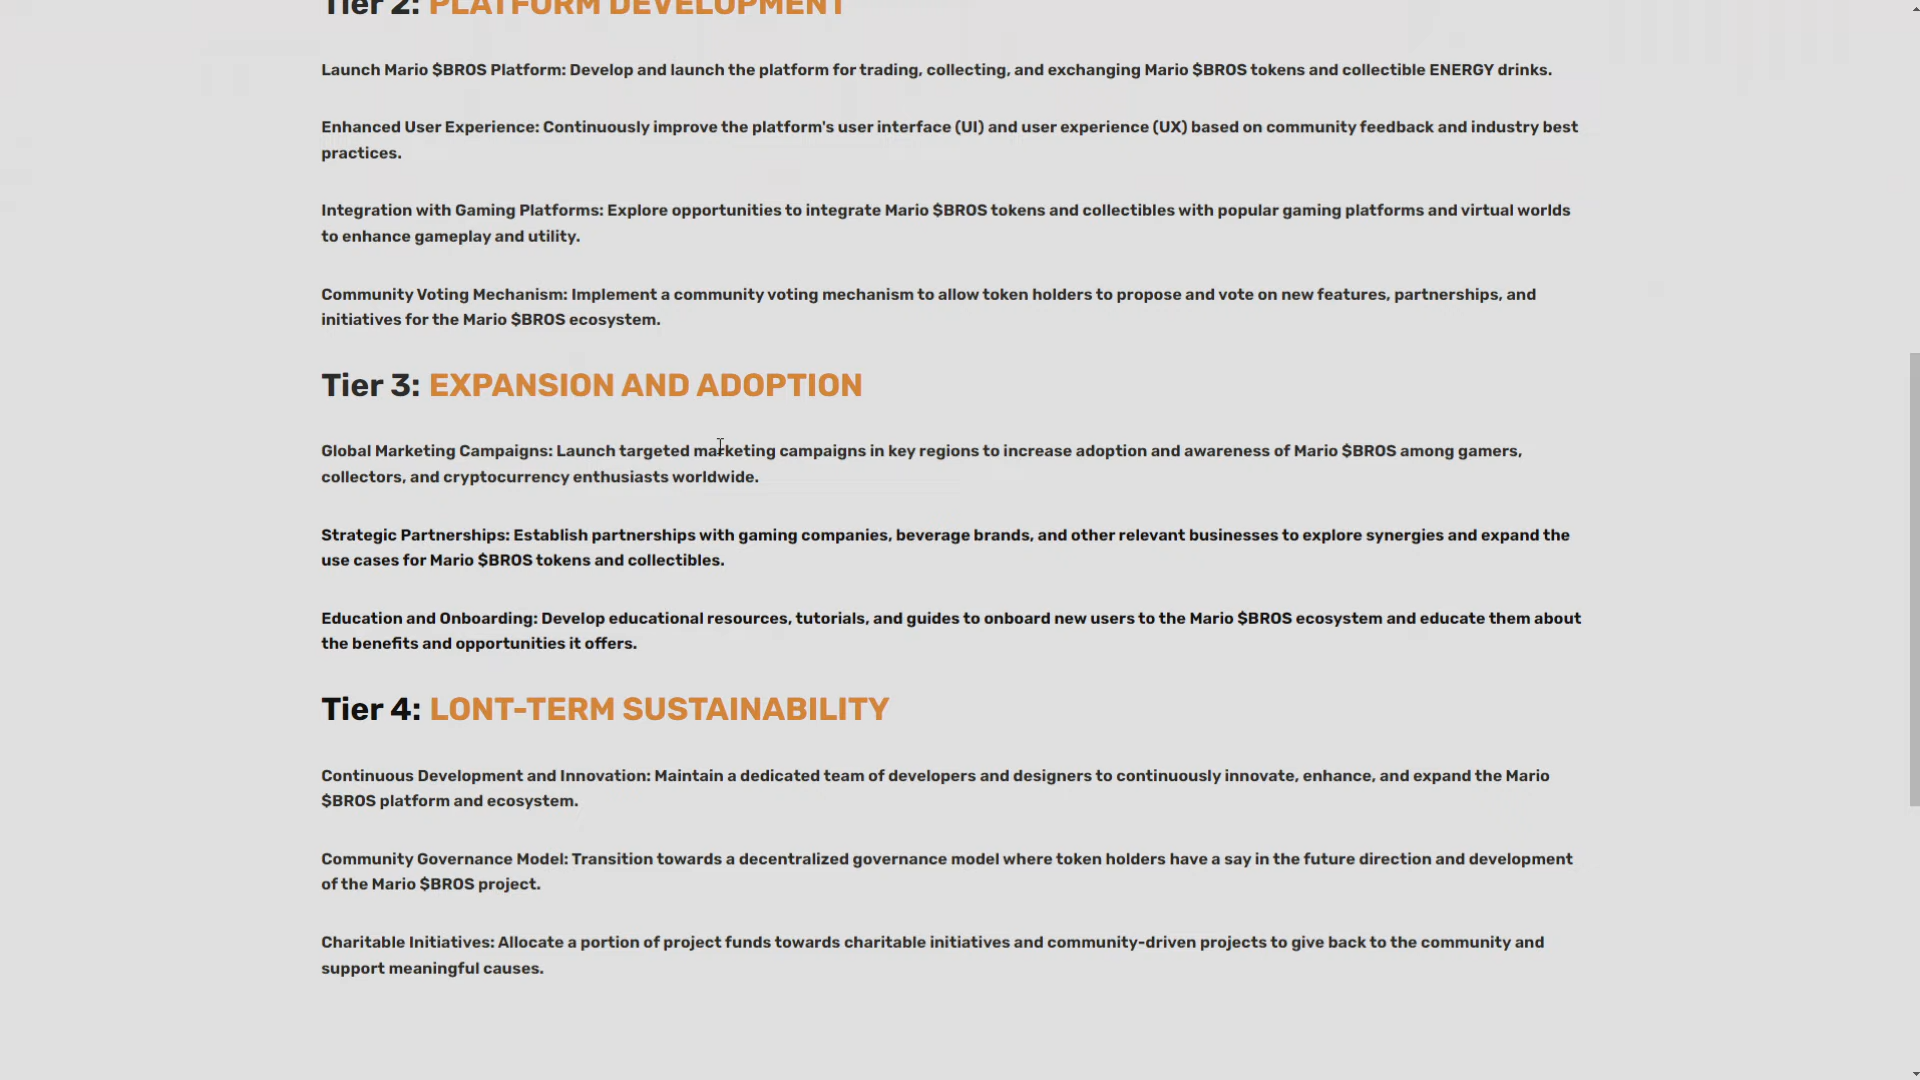 Tier 2: PLATFORM DEVELOPMENT
Launch Mario $BROS Platform: Develop and launch the platform for trading, collecting, and exchanging Mario $BROS tokens and collectible ENERGY drinks.
Enhanced User Experience: Continuously improve the platform's user interface (UI) and user experience (UX) based on community feedback and industry best
practices.
Integration with Gaming Platforms: Explore opportunities to integrate Mario $BROS tokens and collectibles with popular gaming platforms and virtual worlds
to enhance gameplay and utility.
Community Voting Mechanism: Implement a community voting mechanism to allow token holders to propose and vote on new features, partnerships, and
initiatives for the Mario $BROS ecosystem.
Tier 3: EXPANSION AND ADOPTION
Global Marketing Campaigns: Launch targeted marketing campaigns in key regions to increase adoption and awareness of Mario $BROS among gamers,
collectors, and cryptocurrency enthusiasts worldwide.
Strategic Partnerships: Establish partnerships with gaming companies, beverage brands, and other relevant businesses to explore synergies and expand the
use cases for Mario $BROS tokens and collectibles.
Education and Onboarding: Develop educational resources, tutorials, and guides to onboard new users to the Mario $BROS ecosystem and educate them about
the benefits and opportunities it offers.
Tier 4: LONT-TERM SUSTAINABILITY
Continuous Development and Innovation: Maintain a dedicated team of developers and designers to continuously innovate, enhance, and expand the Mario
$BROS platform and ecosystem.
Community Governance Model: Transition towards a decentralized governance model where token holders have a say in the future direction and development
of the Mario $BROS project.
Charitable Initiatives: Allocate a portion of project funds towards charitable initiatives and community-driven projects to give back to the community and
support meaningful causes.